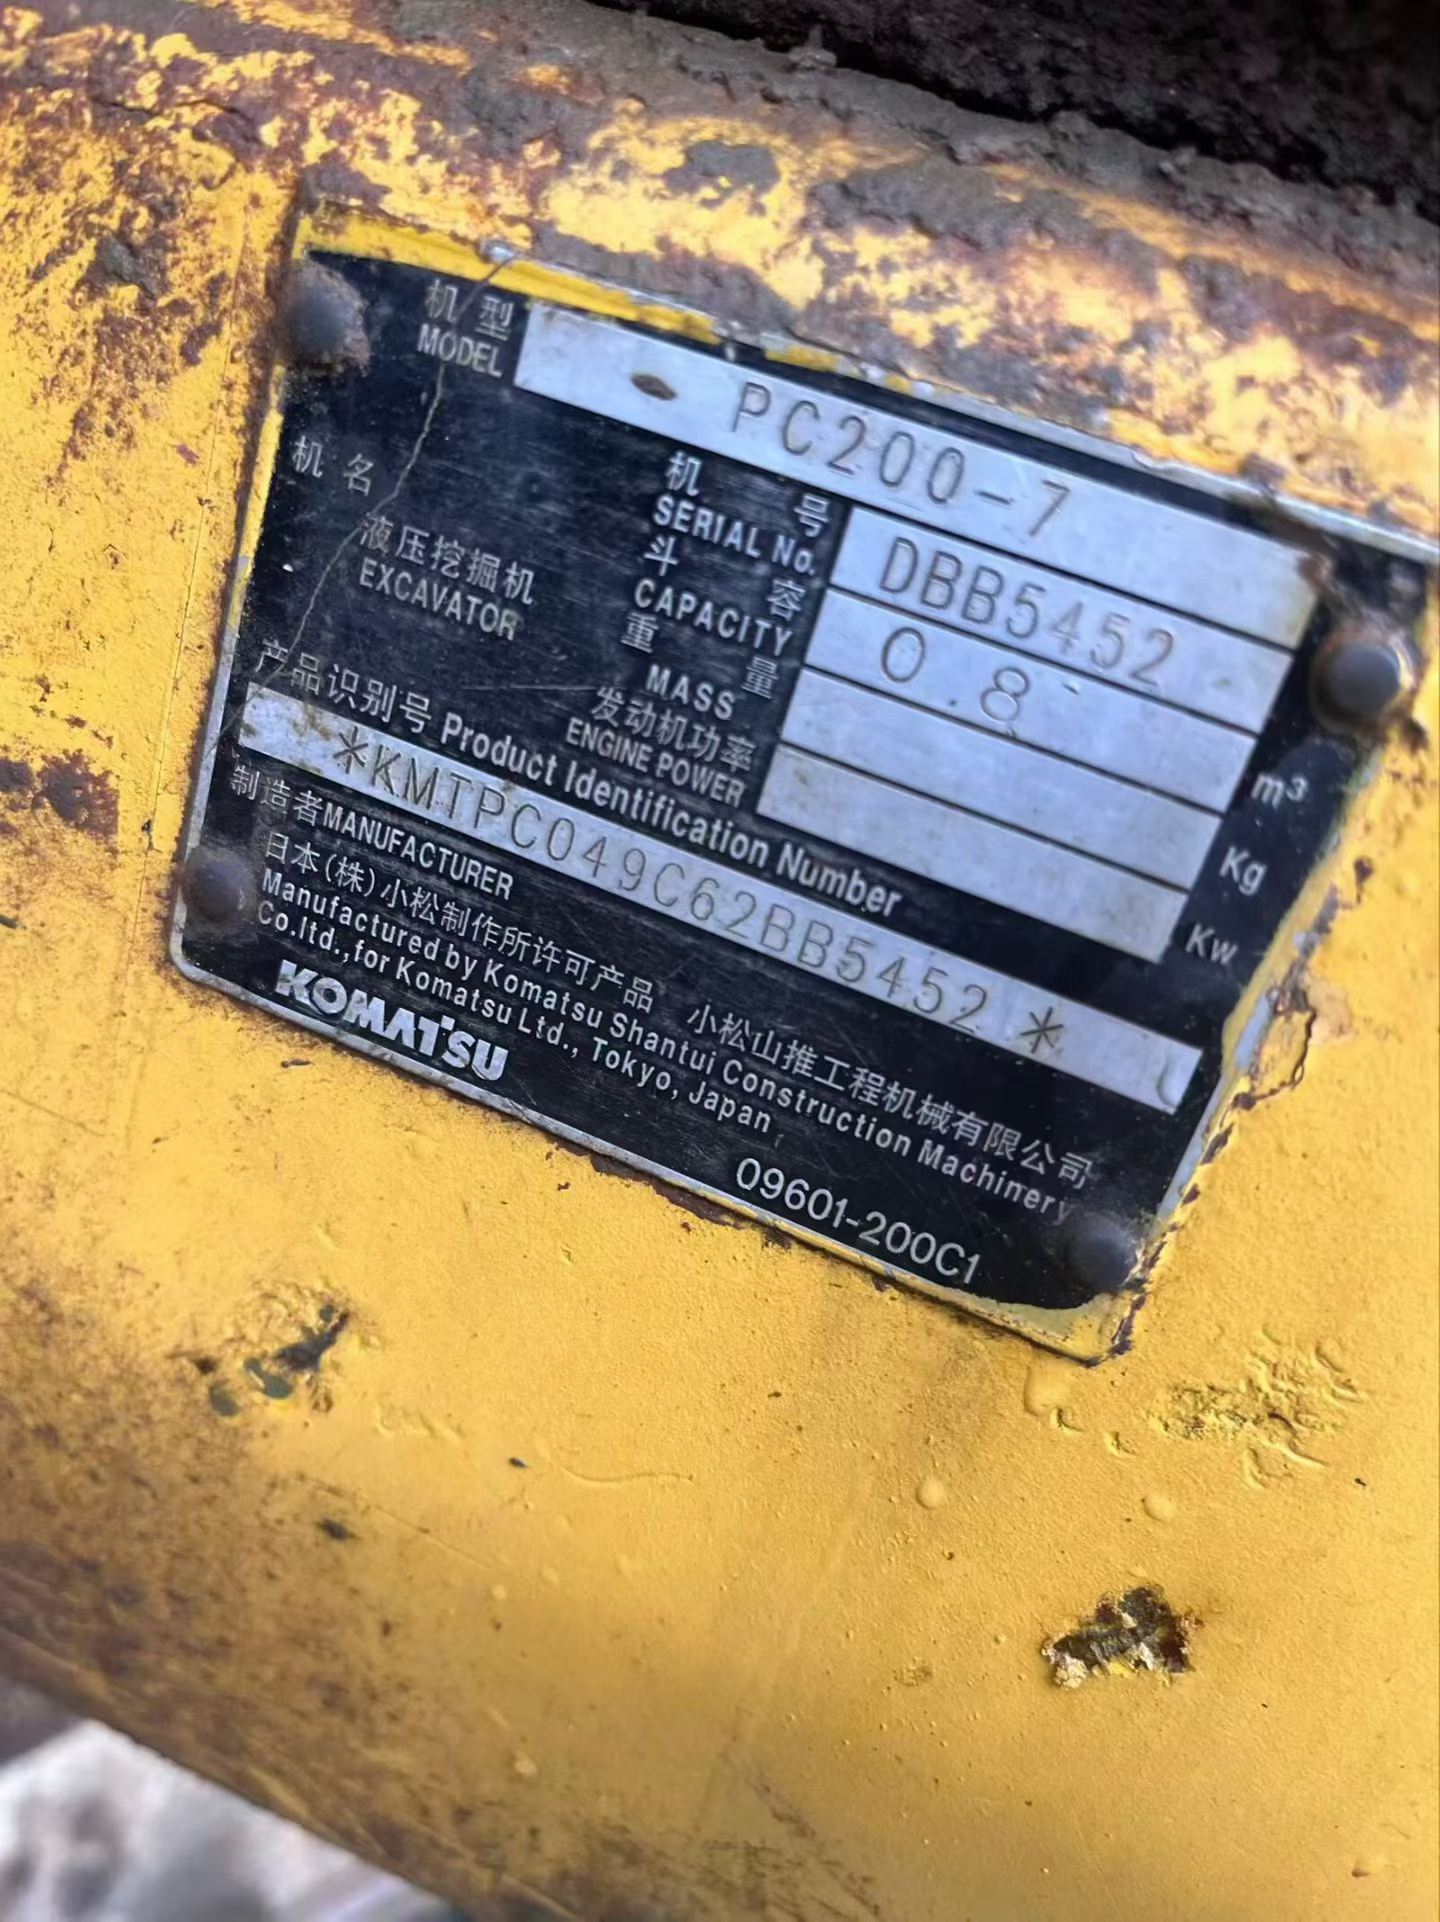 机型 PC200-7
MODEL
机名
液压挖掘机
EXCAVATOR
机号 DBB5452
SERIAL No.
斗容 0.8 m³
CAPACITY
重量 Kg
MASS
发动机功率 Kw
ENGINE POWER
产品识别号 Product Identification Number
*KMTPC049C62BB5452*
制造者MANUFACTURER
日本(株)小松制作所许可产品 小松山推工程机械有限公司
Manufactured by Komatsu Shantui Construction Machinery
Co.ltd.,for Komatsu Ltd., Tokyo, Japan
KOMATSU
09601-200C1